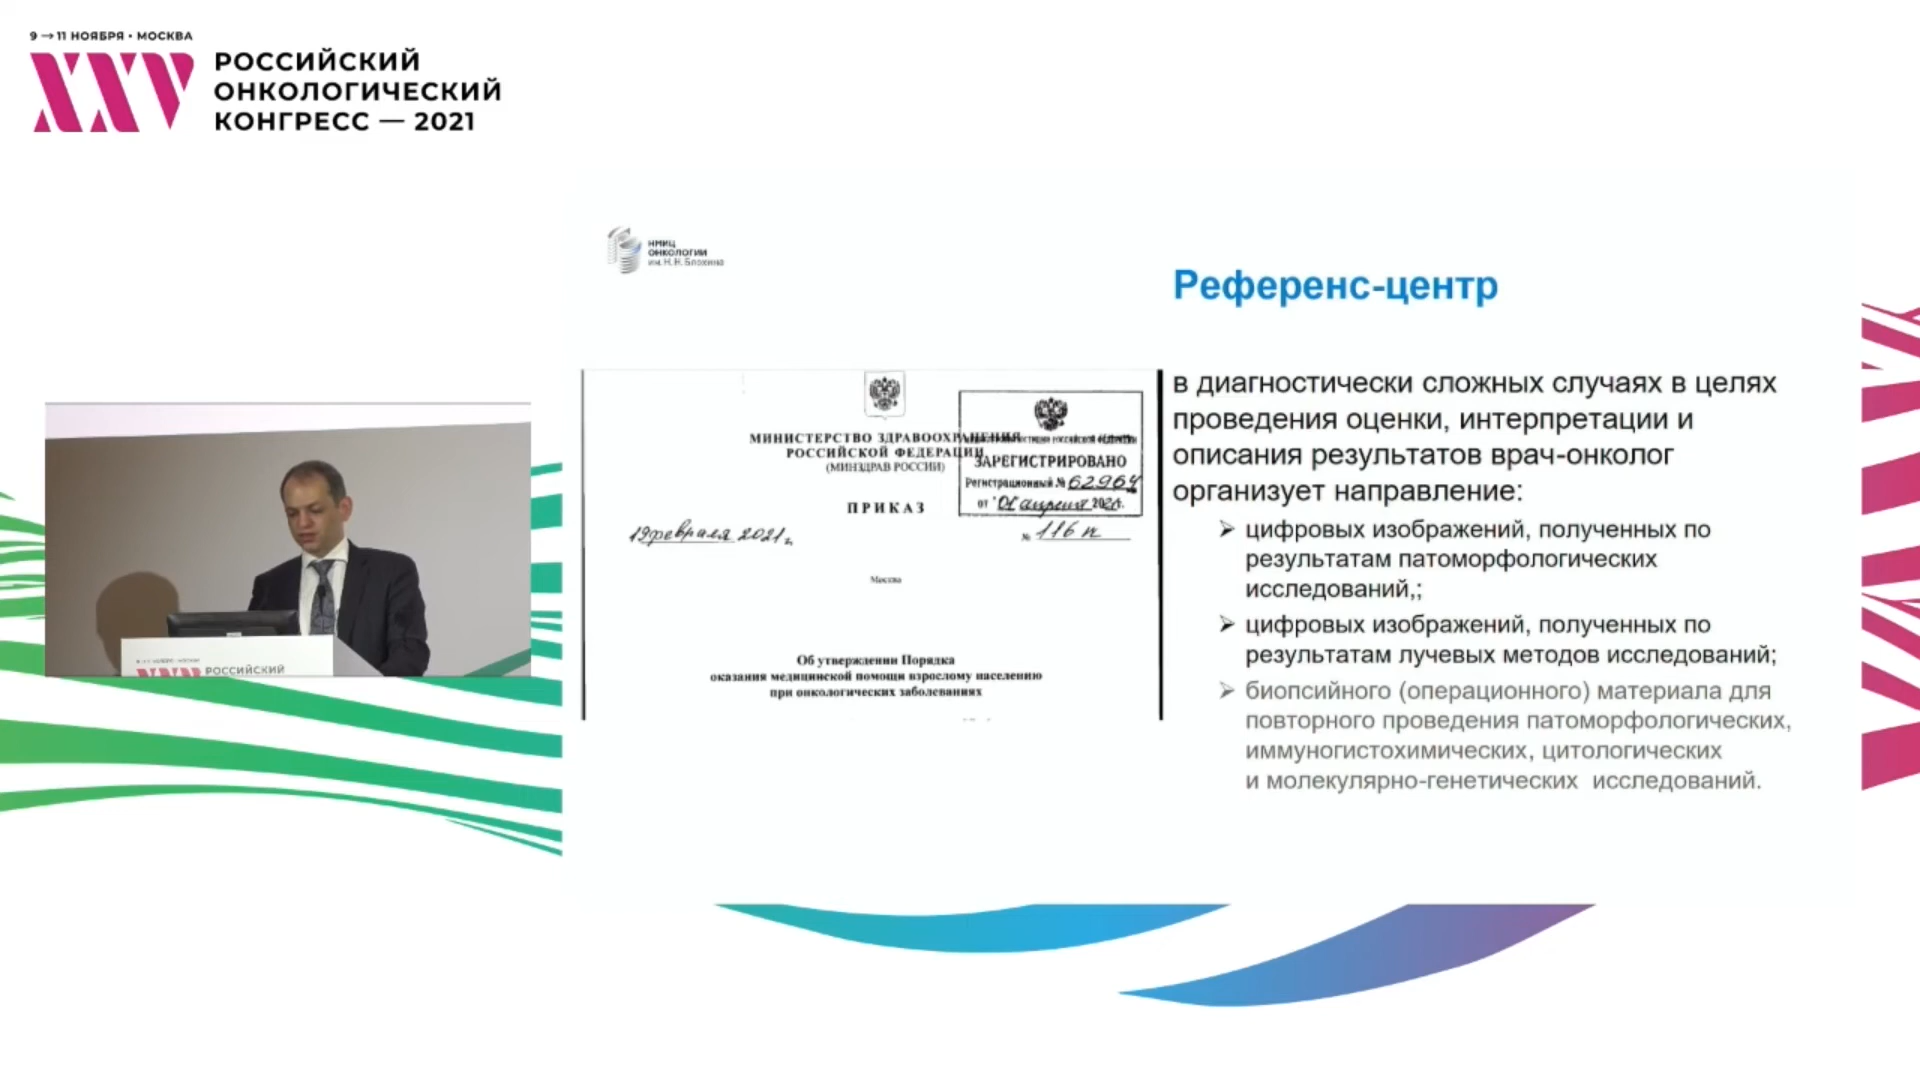 9 → 11 НОЯБРЯ • МОСКВА
XXV
РОССИЙСКИЙ
ОНКОЛОГИЧЕСКИЙ
КОНГРЕСС — 2021
НМИЦ
ОНКОЛОГИИ
им. Н. Н. Блохина
Референс-центр
МИНИСТЕРСТВО ЗДРАВООХРАНЕНИЯ
РОССИЙСКОЙ ФЕДЕРАЦИИ
(МИНЗДРАВ РОССИИ)
ЗАРЕГИСТРИРОВАНО
Регистрационный № 62964
от "01 апреля 2021г.
ПРИКАЗ
19 февраля 2021 г.
№ 116 н
Москва
Об утверждении Порядка
оказания медицинской помощи взрослому населению
при онкологических заболеваниях
в диагностически сложных случаях в целях
проведения оценки, интерпретации и
описания результатов врач-онколог
организует направление:
➢ цифровых изображений, полученных по
результатам патоморфологических
исследований,;
➢ цифровых изображений, полученных по
результатам лучевых методов исследований;
➢ биопсийного (операционного) материала для
повторного проведения патоморфологических,
иммуногистохимических, цитологических
и молекулярно-генетических исследований.
РОССИЙСКИЙ